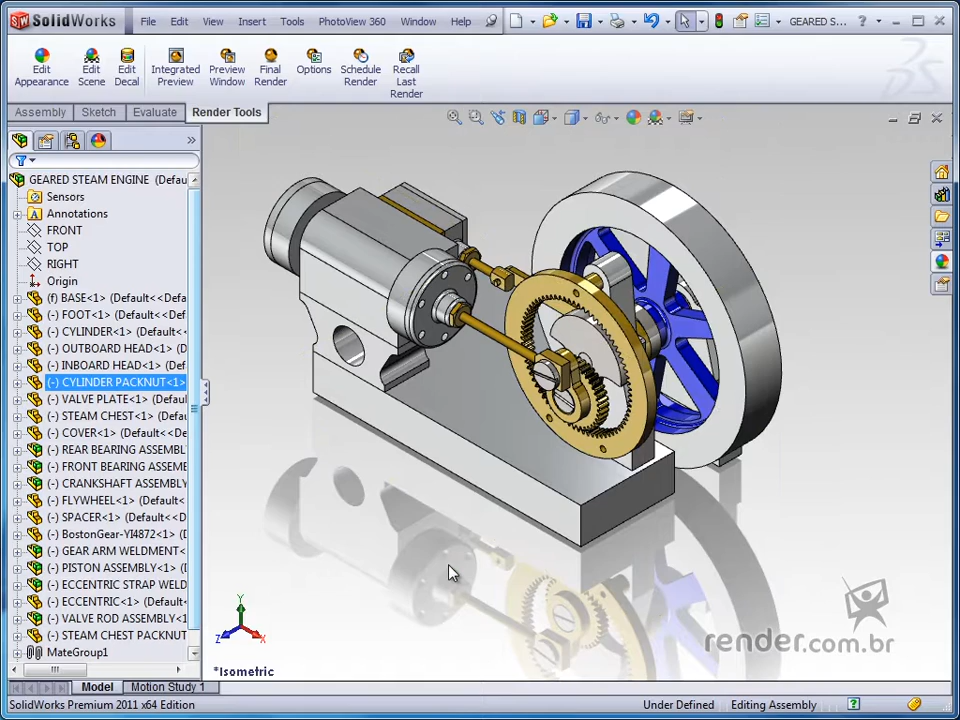 SolidWorks File Edit View Insert Tools PhotoView 360 Window Help GEARED S... ?
Edit Appearance
Edit Scene
Edit Decal
Integrated Preview
Preview Window
Final Render
Options
Schedule Render
Recall Last Render
Assembly Sketch Evaluate Render Tools
GEARED STEAM ENGINE (Defau
Sensors
Annotations
FRONT
TOP
RIGHT
Origin
(f) BASE<1> (Default<<Defa
(-) FOOT<1> (Default<<Def
(-) CYLINDER<1> (Default<
(-) OUTBOARD HEAD<1> (D
(-) INBOARD HEAD<1> (Def
(-) CYLINDER PACKNUT<1>
(-) VALVE PLATE<1> (Defaul
(-) STEAM CHEST<1> (Defau
(-) COVER<1> (Default<<De
(-) REAR BEARING ASSEMBL
(-) FRONT BEARING ASSEME
(-) CRANKSHAFT ASSEMBLY
(-) FLYWHEEL<1> (Default<
(-) SPACER<1> (Default<<D
(-) BostonGear-YI4872<1> (
(-) GEAR ARM WELDMENT<
(-) PISTON ASSEMBLY<1> (
(-) ECCENTRIC STRAP WELD
(-) ECCENTRIC<1> (Default
(-) VALVE ROD ASSEMBLY<1
(-) STEAM CHEST PACKNUT
MateGroup1
Y
Z X
*Isometric
render.com.br
Model Motion Study 1
SolidWorks Premium 2011 x64 Edition Under Defined Editing Assembly